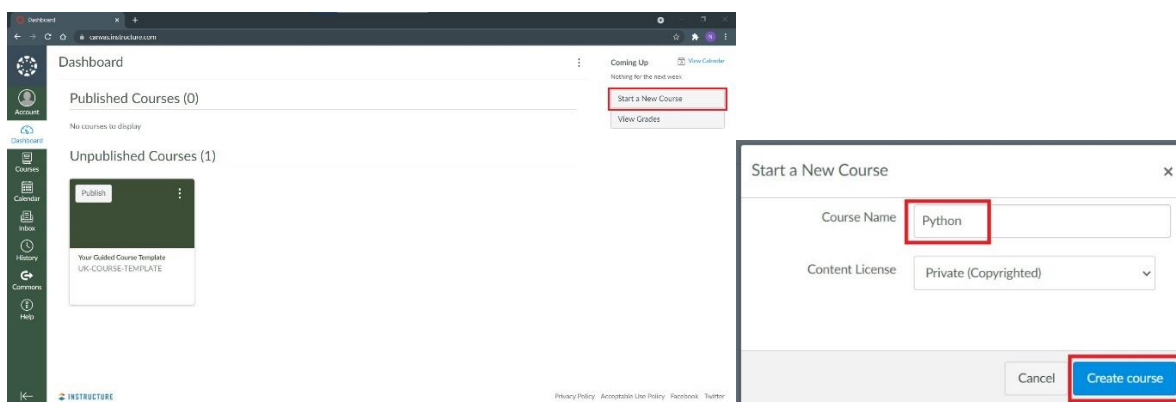 Dashboard
canvas.instructure.com
N
Dashboard
Coming Up
View Calendar
Nothing for the next week
Start a New Course
View Grades
Published Courses (0)
No courses to display
Unpublished Courses (1)
Publish
Your Guided Course Template
UK-COURSE-TEMPLATE
Account
Dashboard
Courses
Calendar
Inbox
History
Commons
Help
INSTRUCTURE
Privacy Policy Acceptable Use Policy Facebook Twitter
Start a New Course
Course Name
Python
Content License
Private (Copyrighted)
Cancel
Create course